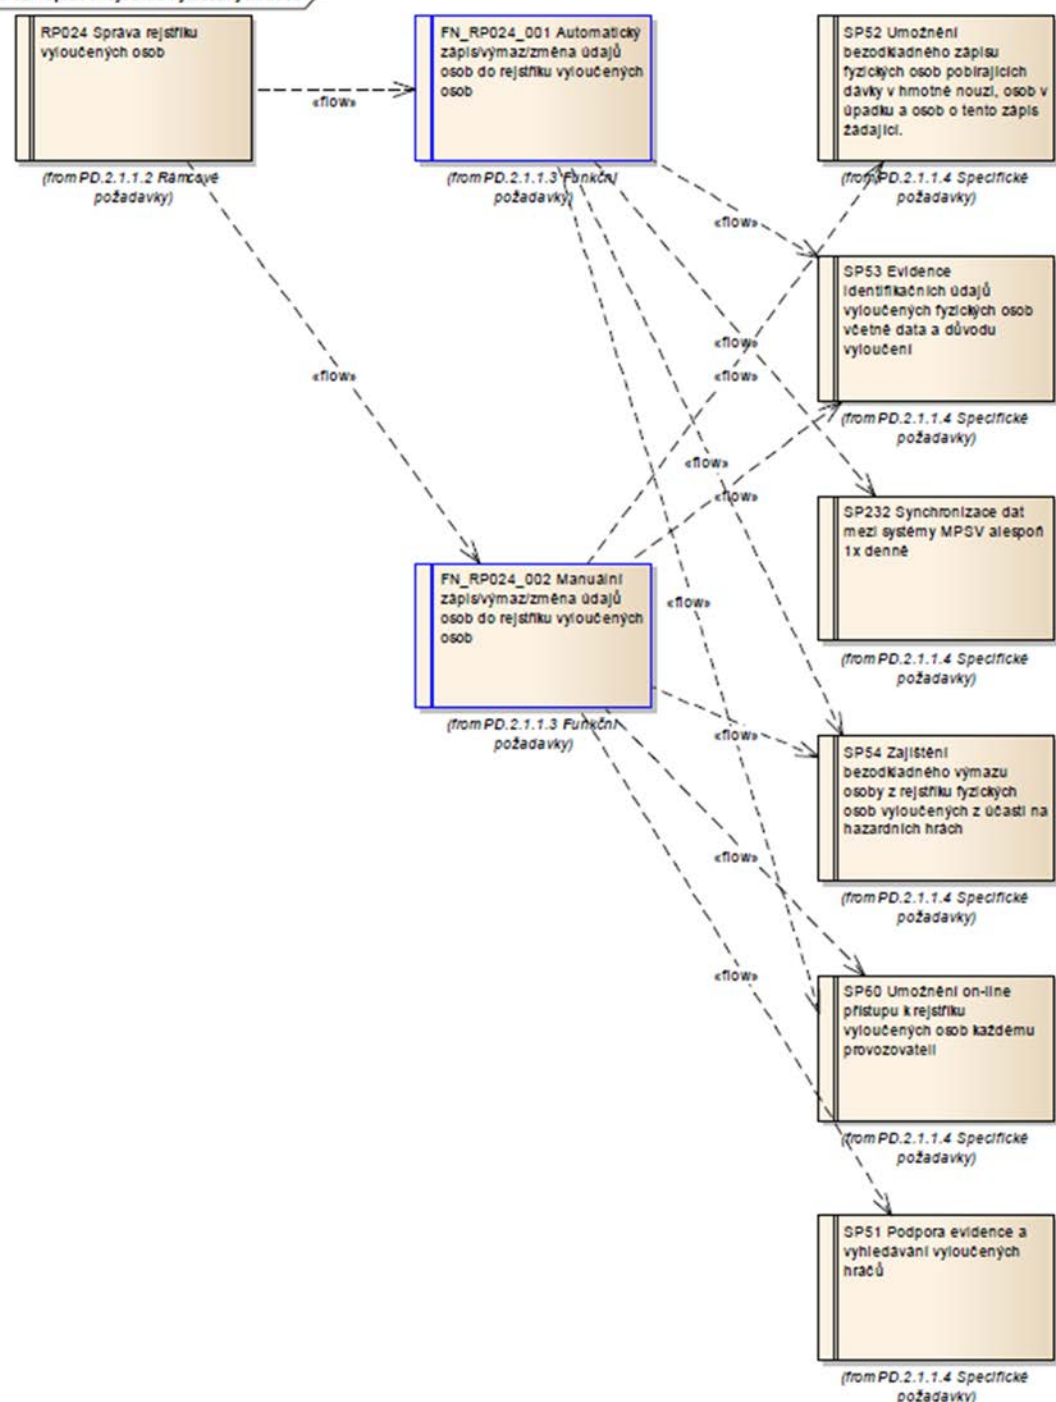 RP024 Správa rejstříku
vyloučených osob
(from PD.2.1.1.2 Rámcové
požadavky)
«flow»
FN_RP024_001 Automatický
zápis/výmaz/změna údajů
osob do rejstříku vyloučených
osob
(from PD.2.1.1.3 Funkční
požadavky)
SP52 Umožnění
bezodkladného zápisu
fyzických osob pobírajících
dávky v hmotné nouzi, osob v
úpadku a osob o tento zápis
žádající.
(from PD.2.1.1.4 Specifické
požadavky)
«flow»
SP53 Evidence
identifikačních údajů
vyloučených fyzických osob
včetně data a důvodu
vyloučení
(from PD.2.1.1.4 Specifické
požadavky)
«flow»
«flow»
«flow»
«flow»
«flow»
SP232 Synchronizace dat
mezi systémy MPSV alespoň
1x denně
(from PD.2.1.1.4 Specifické
požadavky)
FN_RP024_002 Manuální
zápis/výmaz/změna údajů
osob do rejstříku vyloučených
osob
(from PD.2.1.1.3 Funkční
požadavky)
«flow»
«flow»
SP54 Zajištění
bezodkladného výmazu
osoby z rejstříku fyzických
osob vyloučených z účasti na
hazardních hrách
(from PD.2.1.1.4 Specifické
požadavky)
«flow»
«flow»
SP60 Umožnění on-line
přístupu k rejstříku
vyloučených osob každému
provozovateli
(from PD.2.1.1.4 Specifické
požadavky)
SP51 Podpora evidence a
vyhledávání vyloučených
hráčů
(from PD.2.1.1.4 Specifické
požadavky)